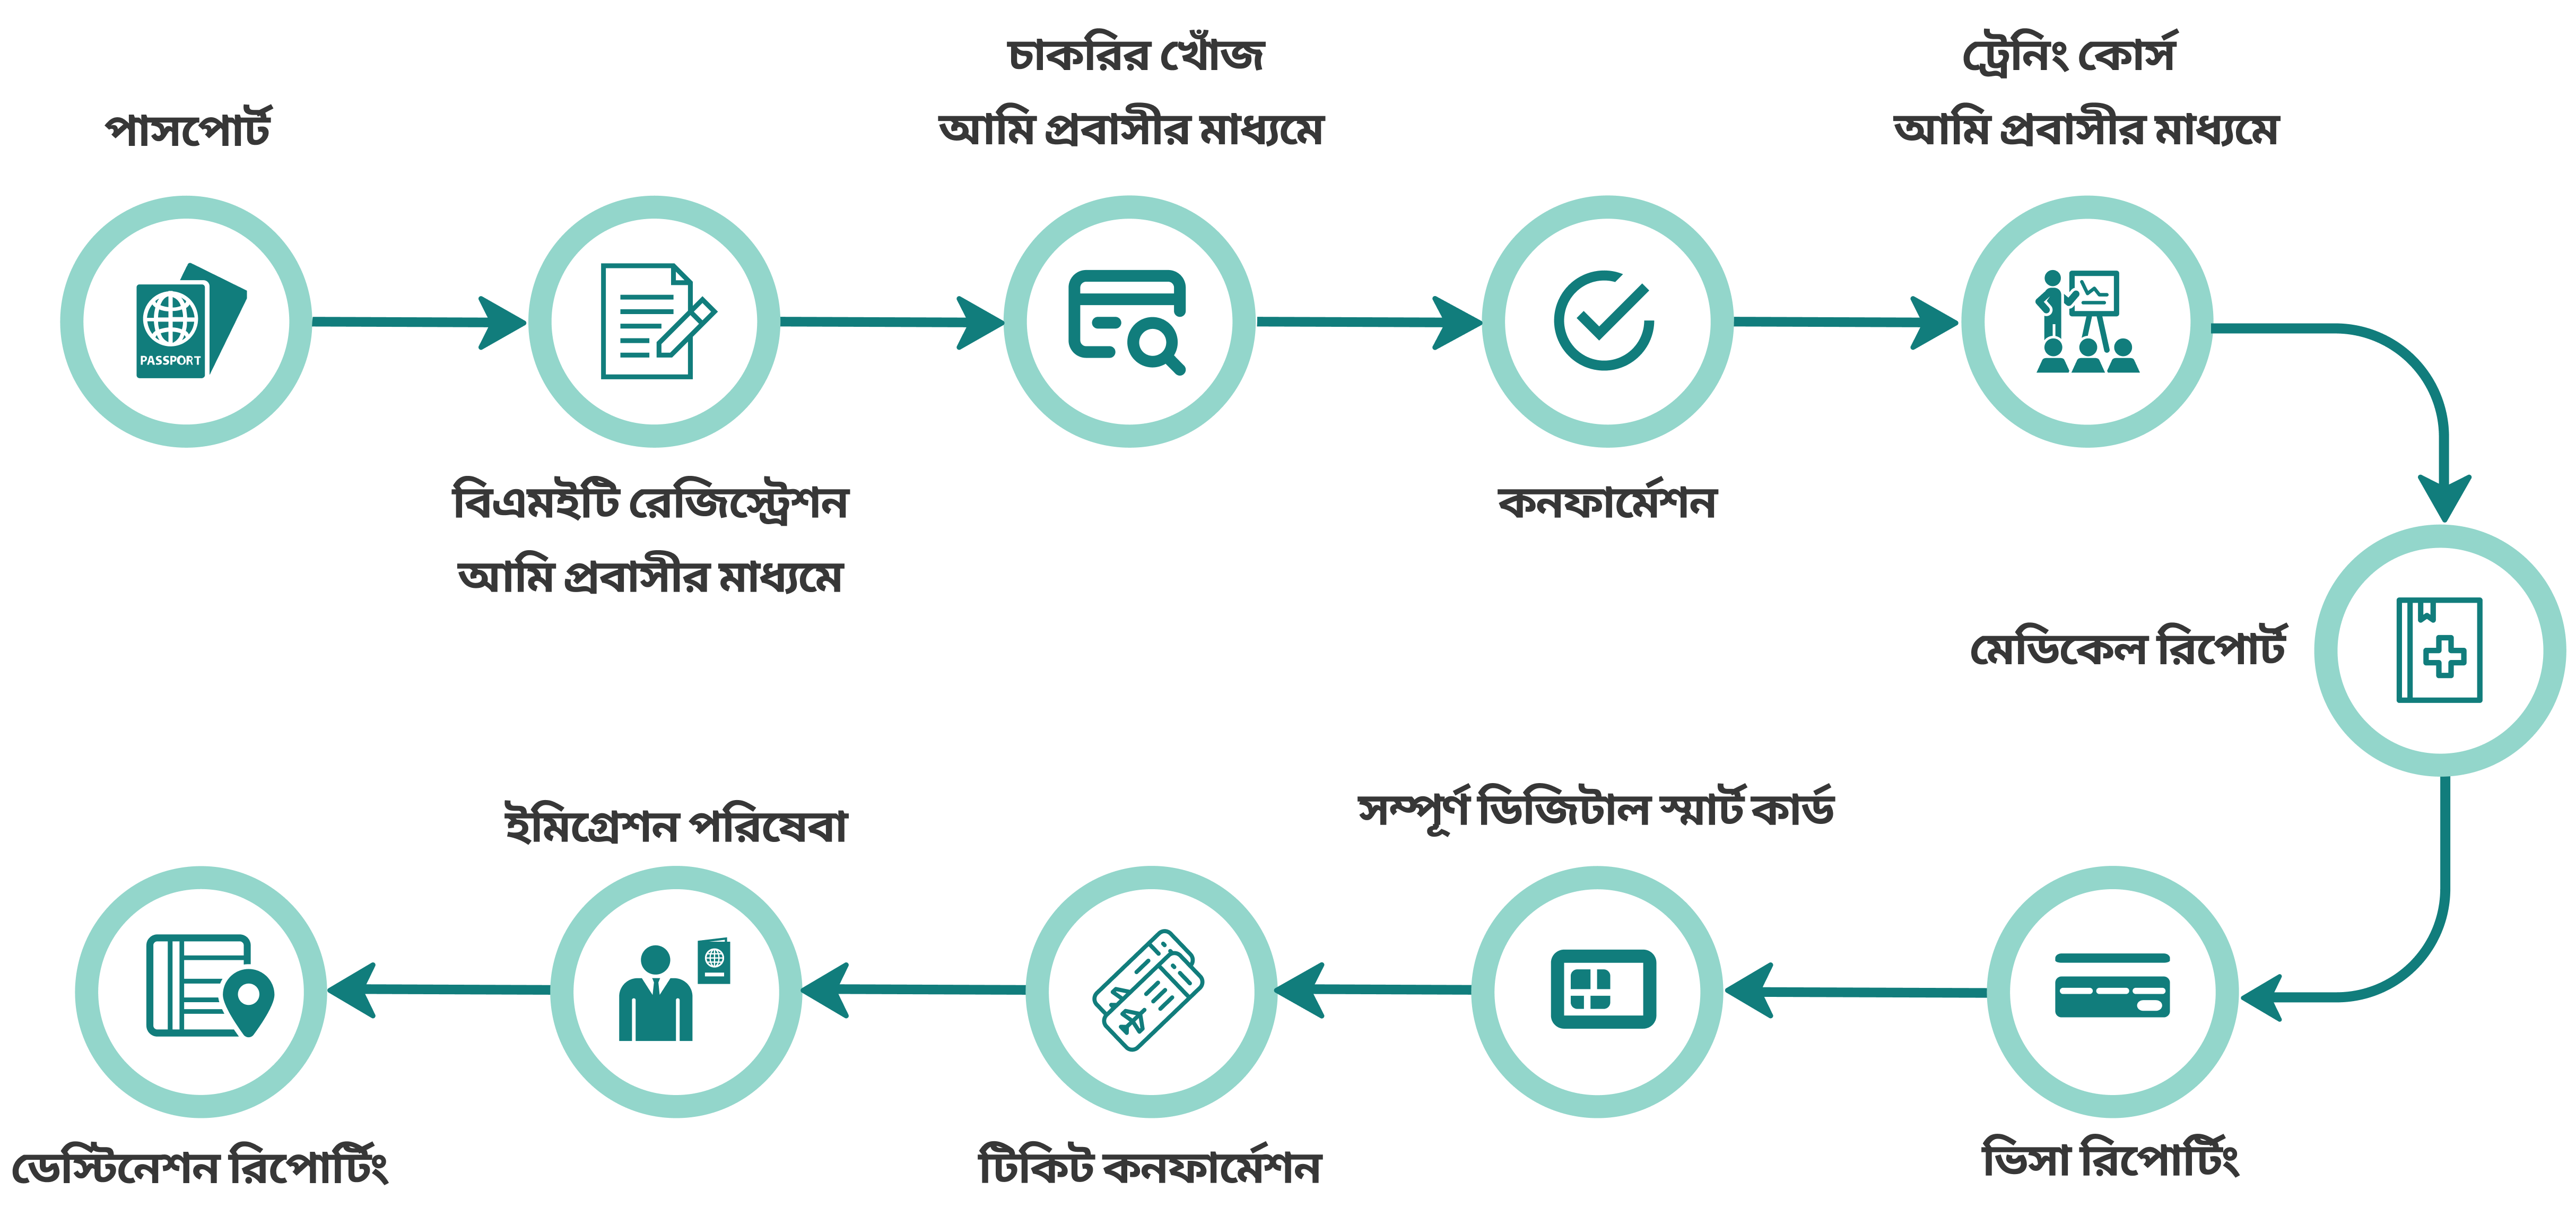 পাসপোর্ট
PASSPORT
বিএমইটি রেজিস্ট্রেশন
আমি প্রবাসীর মাধ্যমে
চাকরির খোঁজ
আমি প্রবাসীর মাধ্যমে
কনফার্মেশন
ট্রেনিং কোর্স
আমি প্রবাসীর মাধ্যমে
মেডিকেল রিপোর্ট
ভিসা রিপোর্টিং
সম্পূর্ণ ডিজিটাল স্মার্ট কার্ড
টিকিট কনফার্মেশন
ইমিগ্রেশন পরিষেবা
ডেস্টিনেশন রিপোর্টিং